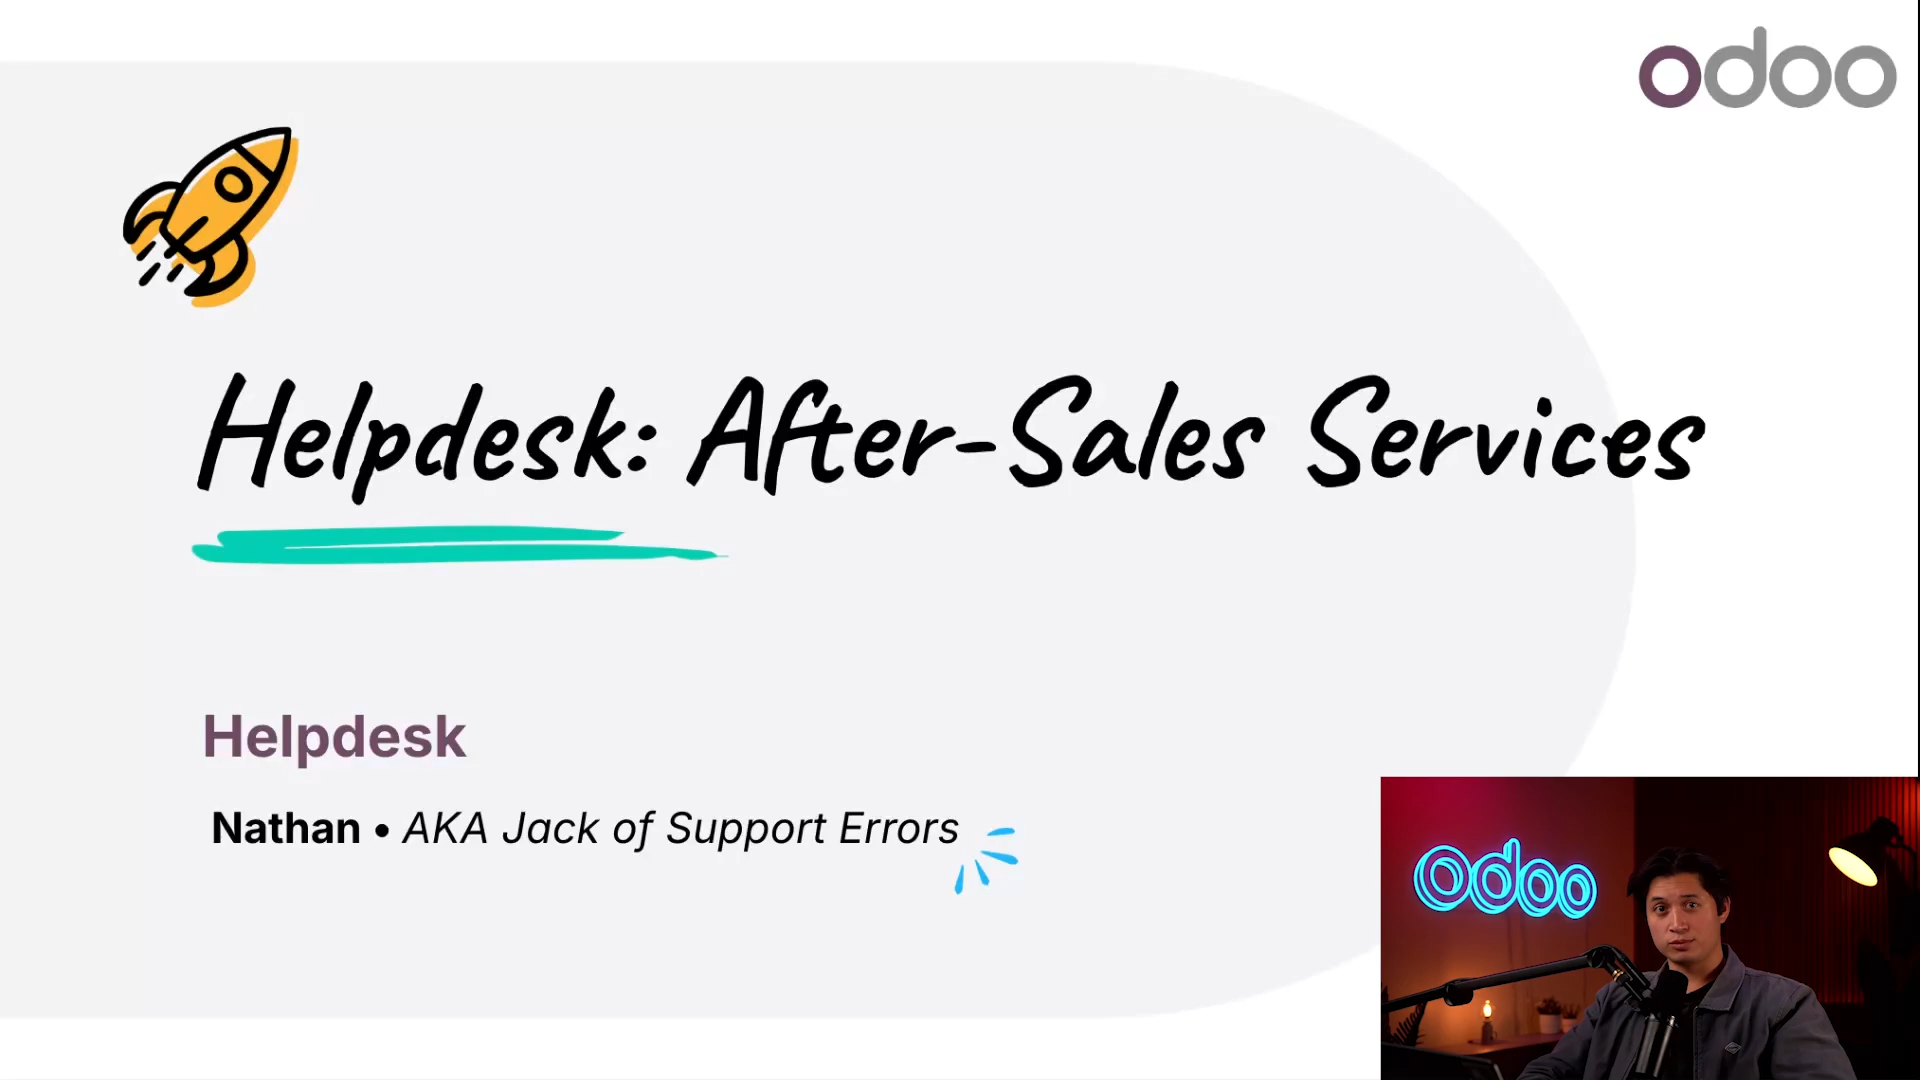 odoo
Helpdesk: After-Sales Services
Helpdesk
Nathan • AKA Jack of Support Errors
odoo